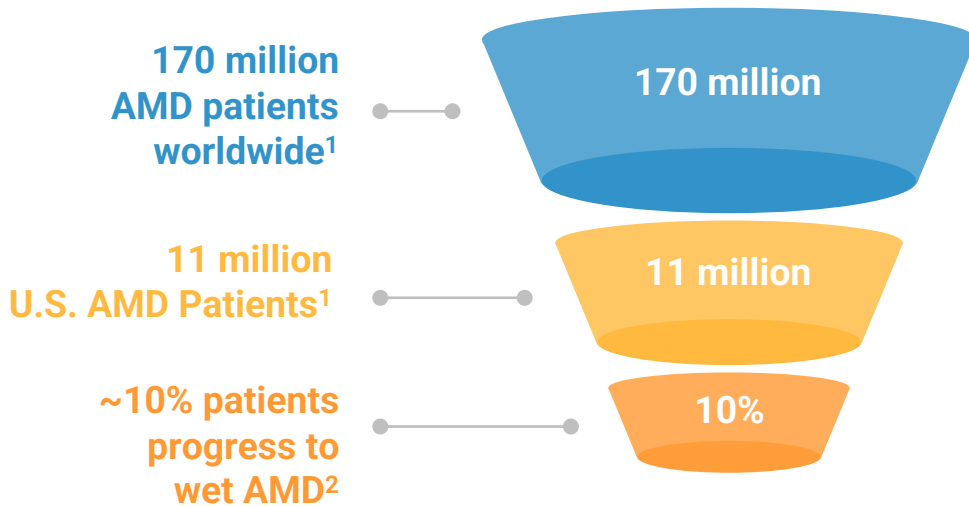 170 million
AMD patients
worldwide¹
170 million
11 million
U.S. AMD Patients¹
11 million
~10% patients
progress to
wet AMD²
10%